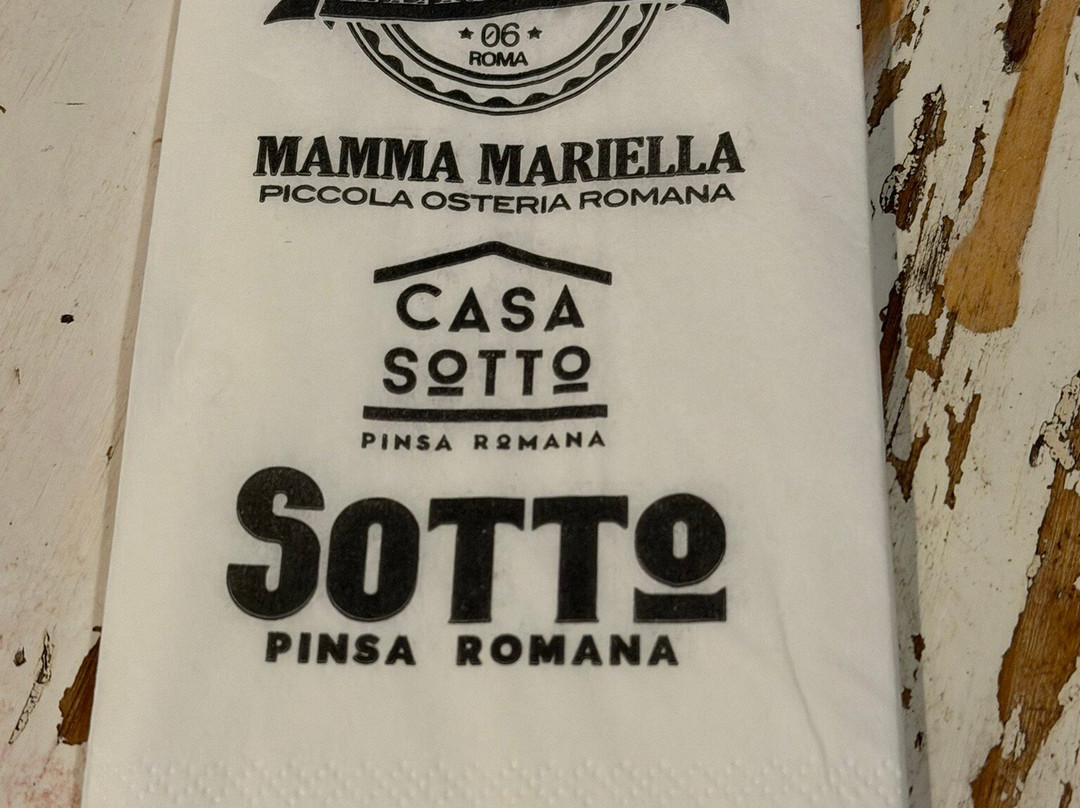 06
ROMA
MAMMA MARIELLA
PICCOLA OSTERIA ROMANA
CASA
SOTTO
PINSA ROMANA
SOTTO
PINSA ROMANA